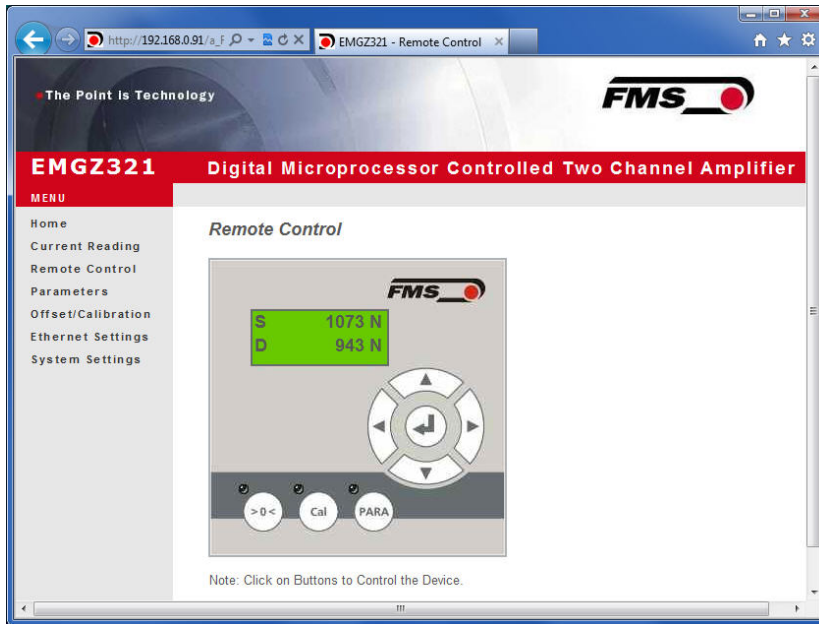 http://192.168.0.91/a_F
EMGZ321 - Remote Control
The Point is Technology
FMS
EMGZ321
Digital Microprocessor Controlled Two Channel Amplifier
MENU
Home
Current Reading
Remote Control
Parameters
Offset/Calibration
Ethernet Settings
System Settings
Remote Control
FMS
S 1073 N
D 943 N
>0<
Cal
PARA
Note: Click on Buttons to Control the Device.